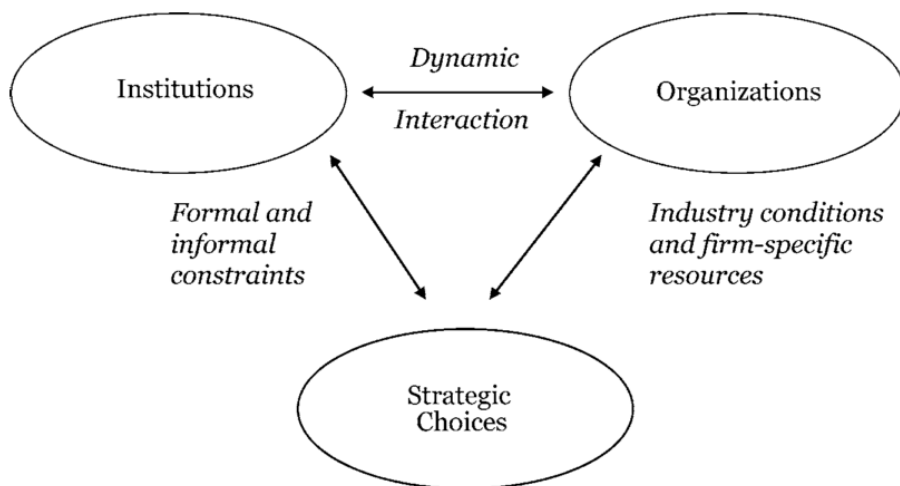 Dynamic
Institutions
Organizations
Interaction
Formal and
informal
constraints
Industry conditions
and firm-specific
resources
Strategic
Choices